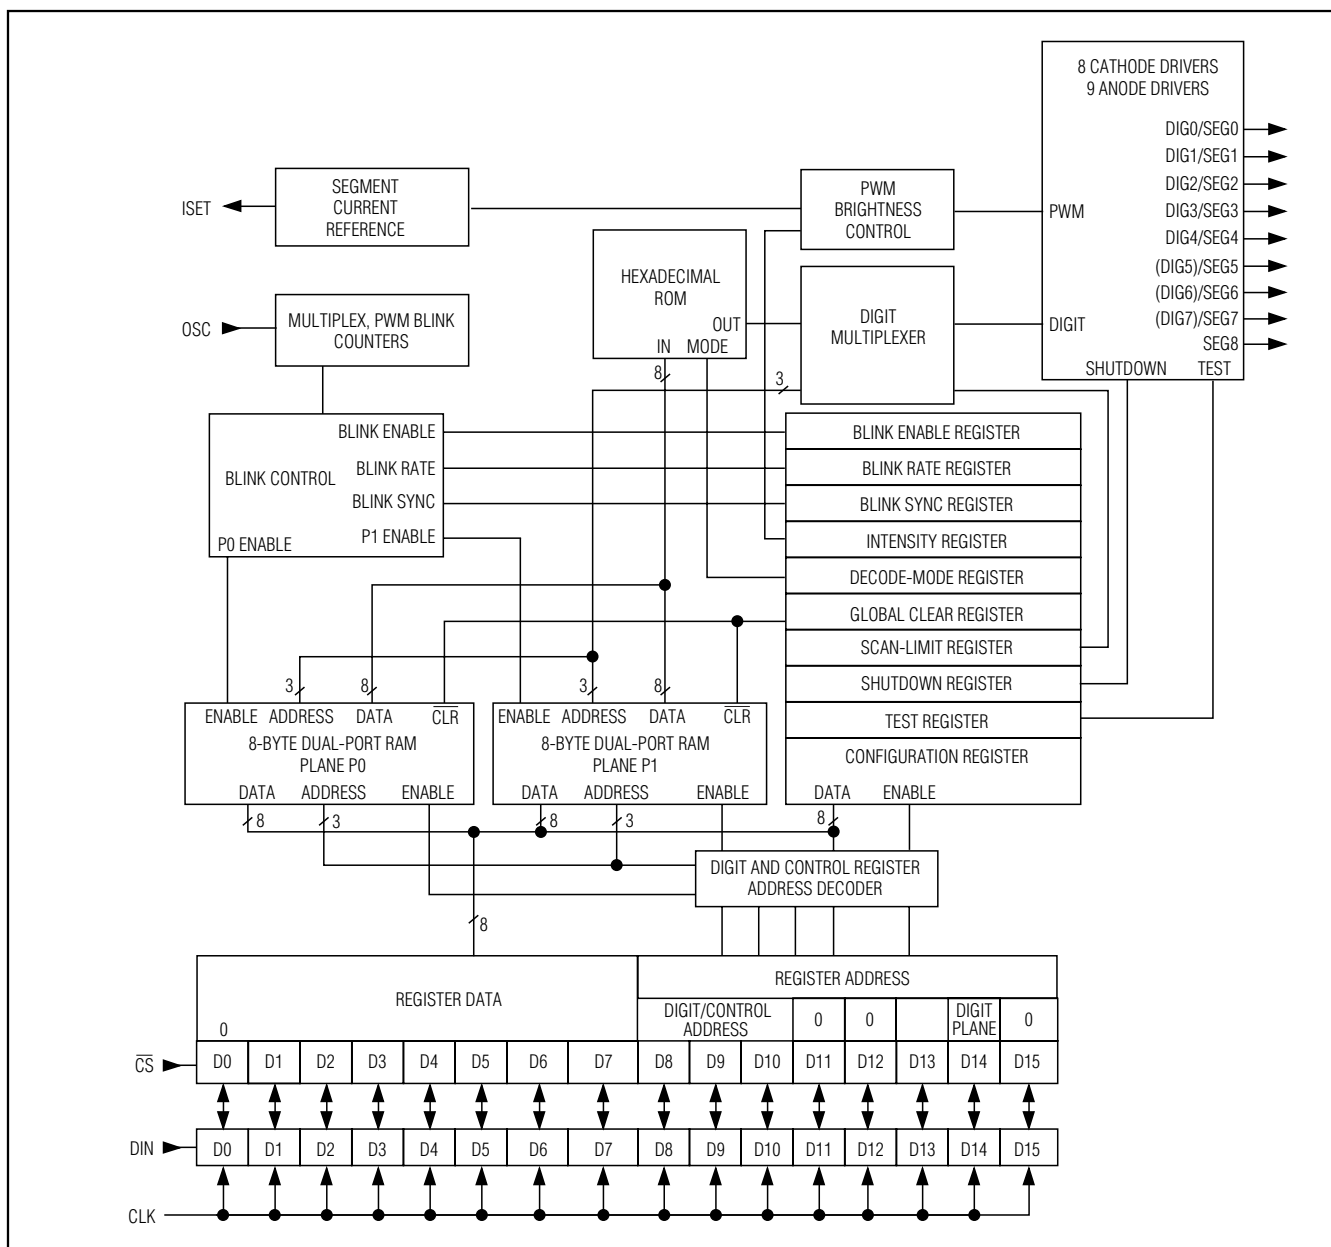 8 CATHODE DRIVERS
9 ANODE DRIVERS
DIG0/SEG0
DIG1/SEG1
DIG2/SEG2
DIG3/SEG3
DIG4/SEG4
(DIG5)/SEG5
(DIG6)/SEG6
(DIG7)/SEG7
SEG8
PWM
DIGIT
SHUTDOWN TEST
ISET
SEGMENT
CURRENT
REFERENCE
PWM
BRIGHTNESS
CONTROL
HEXADECIMAL
ROM
OUT
IN MODE
8
DIGIT
MULTIPLEXER
3
OSC
MULTIPLEX, PWM BLINK
COUNTERS
BLINK CONTROL
BLINK ENABLE
BLINK RATE
BLINK SYNC
P1 ENABLE
P0 ENABLE
BLINK ENABLE REGISTER
BLINK RATE REGISTER
BLINK SYNC REGISTER
INTENSITY REGISTER
DECODE-MODE REGISTER
GLOBAL CLEAR REGISTER
SCAN-LIMIT REGISTER
SHUTDOWN REGISTER
TEST REGISTER
CONFIGURATION REGISTER
DATA ENABLE
8
3 8
ENABLE ADDRESS DATA CLR
8-BYTE DUAL-PORT RAM
PLANE P0
DATA ADDRESS ENABLE
8 3
3 8
ENABLE ADDRESS DATA CLR
8-BYTE DUAL-PORT RAM
PLANE P1
DATA ADDRESS ENABLE
8 3
DIGIT AND CONTROL REGISTER
ADDRESS DECODER
8
REGISTER DATA
0
REGISTER ADDRESS
DIGIT/CONTROL
ADDRESS
0 0
DIGIT
PLANE
0
CS D0 D1 D2 D3 D4 D5 D6 D7 D8 D9 D10 D11 D12 D13 D14 D15
DIN D0 D1 D2 D3 D4 D5 D6 D7 D8 D9 D10 D11 D12 D13 D14 D15
CLK